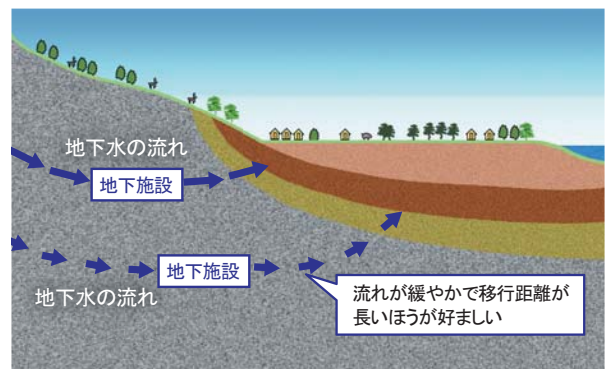 地下水の流れ
地下施設
地下施設
地下水の流れ
流れが緩やかで移行距離が
長いほうが好ましい